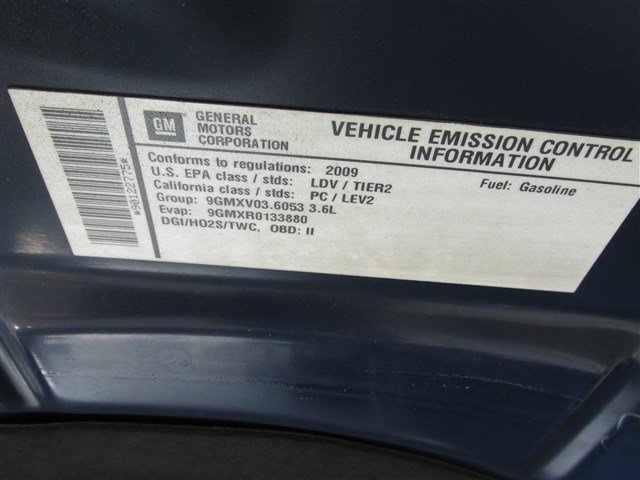 *90122775*
GM
GENERAL
MOTORS
CORPORATION
VEHICLE EMISSION CONTROL
INFORMATION
Conforms to regulations: 2009
U.S. EPA class / stds: LDV / TIER2
Fuel: Gasoline
California class / stds: PC / LEV2
Group: 9GMXV03.6053 3.6L
Evap: 9GMXR0133880
DGI/HO2S/TWC, OBD: II